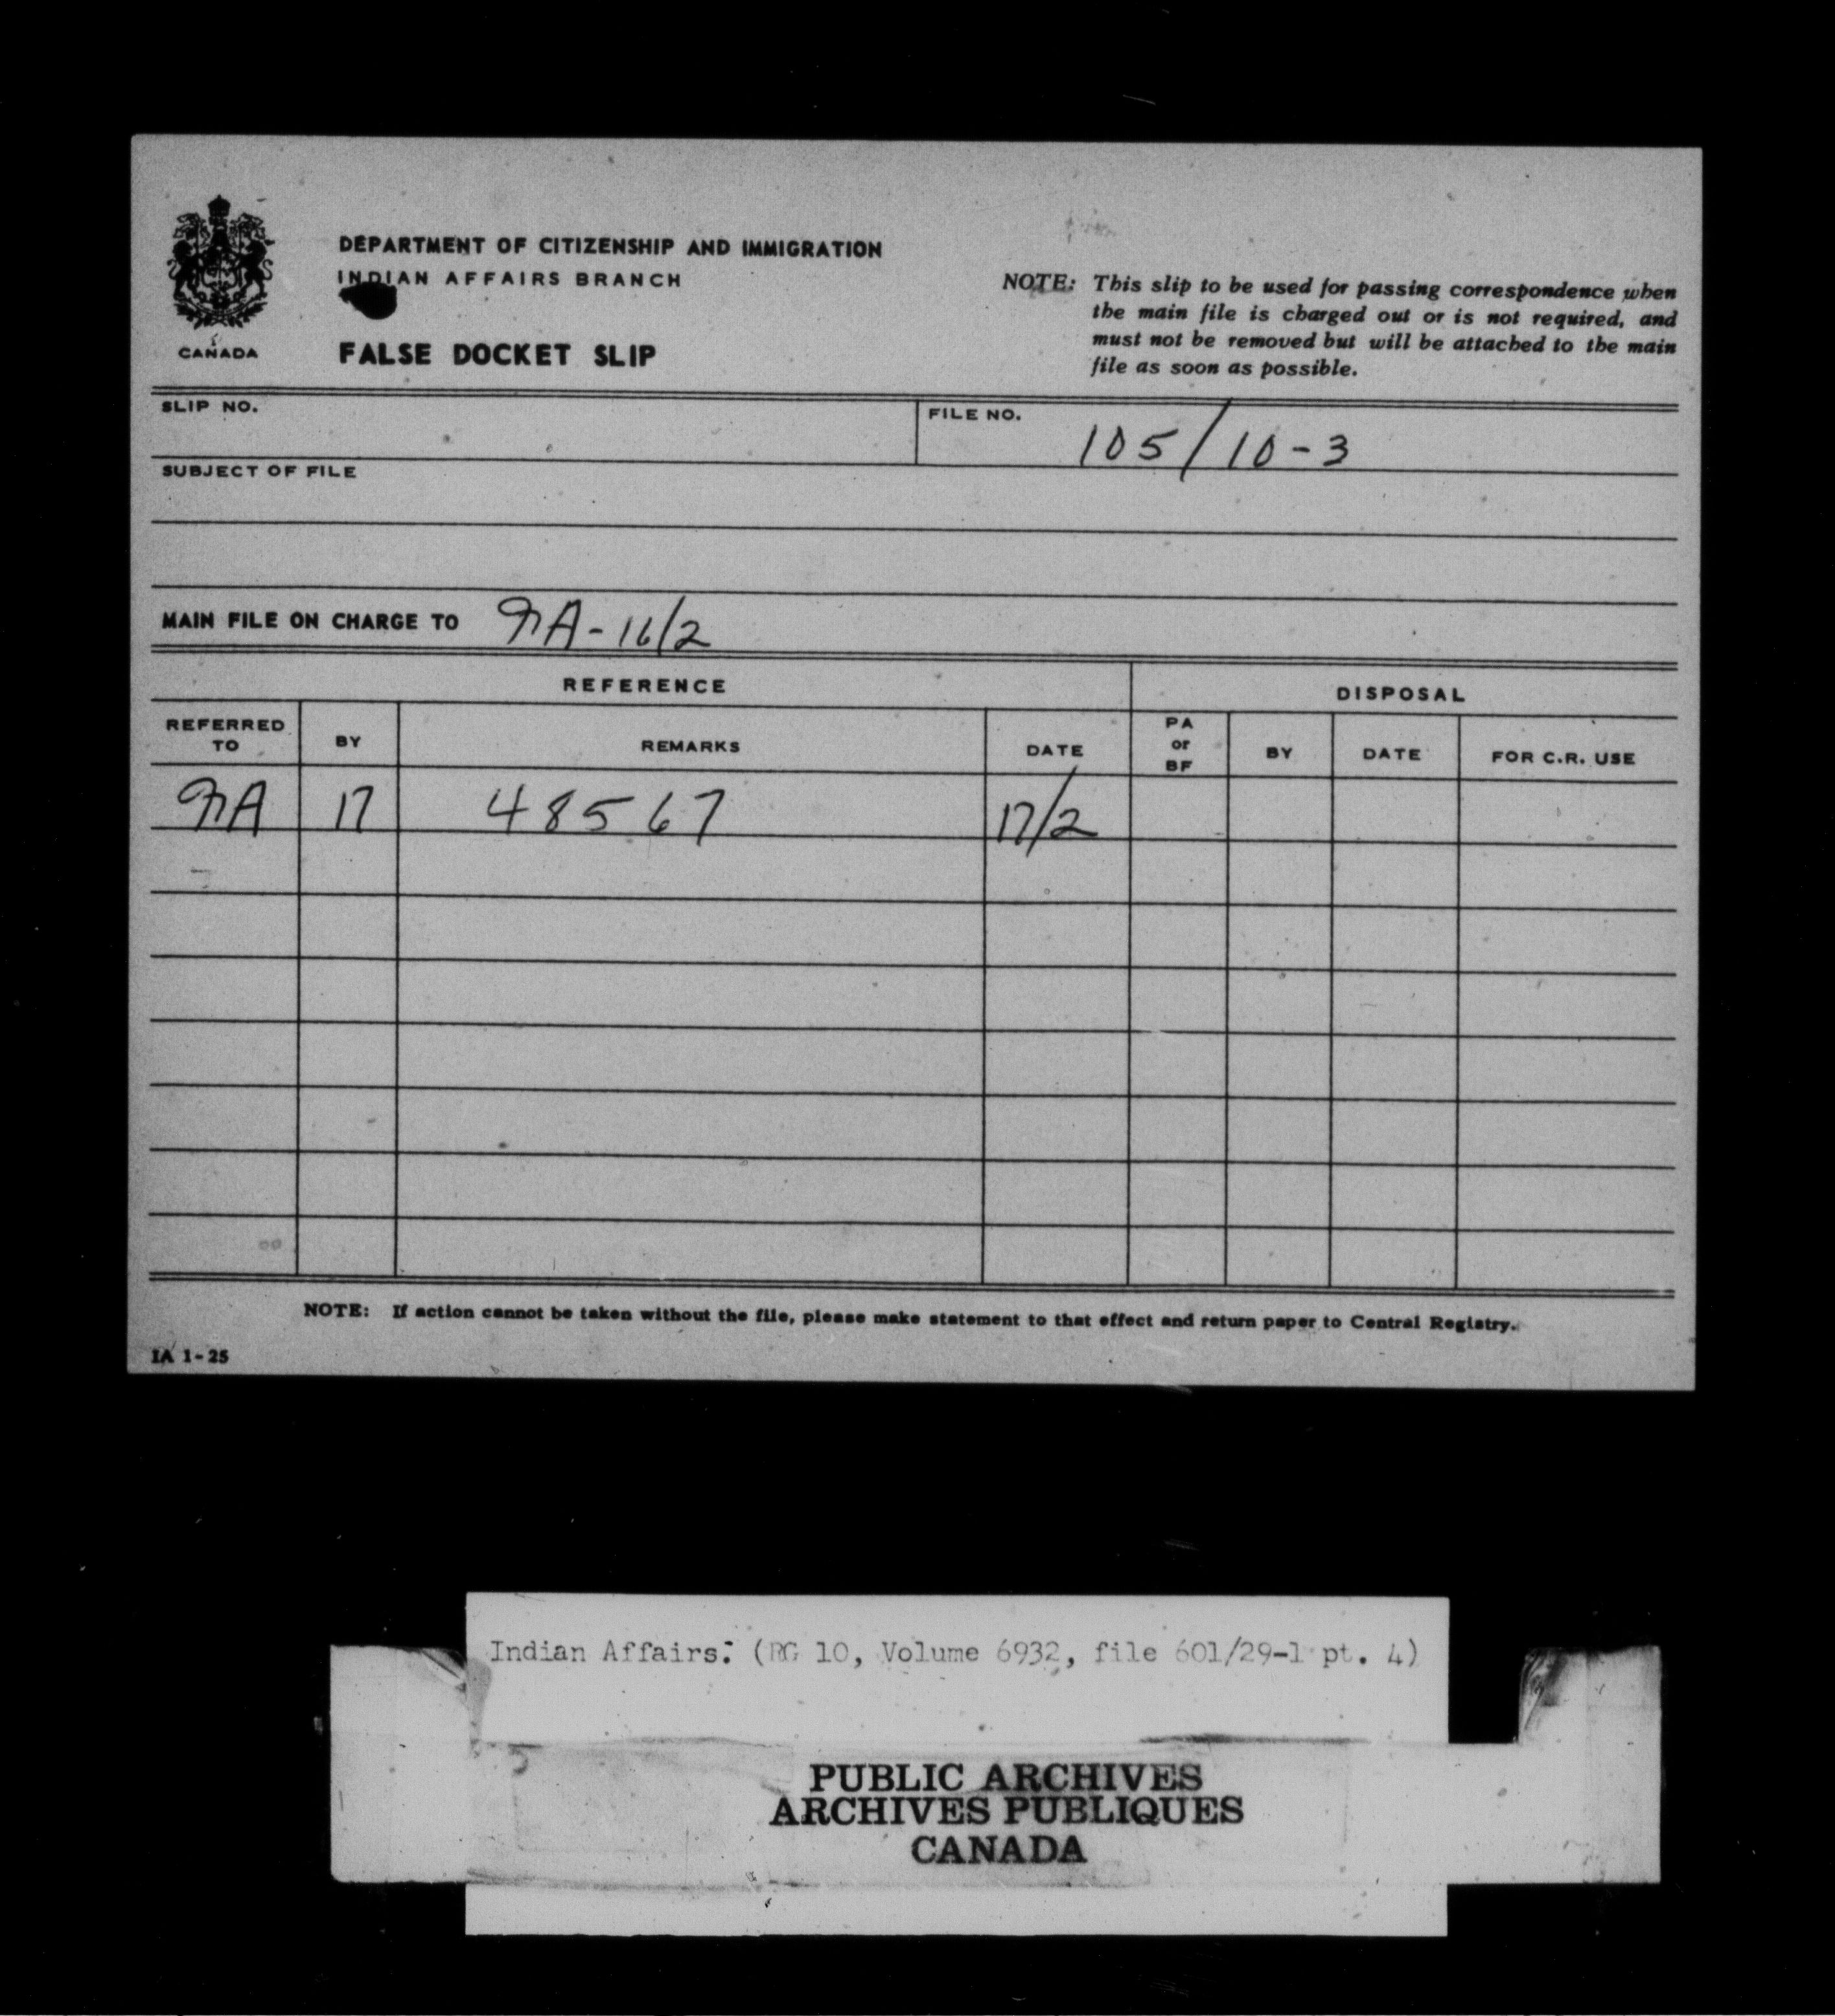 CANADA
DEPARTMENT OF CITIZENSHIP AND IMMIGRATION
INDIAN AFFAIRS BRANCH
FALSE DOCKET SLIP
NOTE: This slip to be used for passing correspondence when
the main file is charged out or is not required, and
must not be removed but will be attached to the main
file as soon as possible.
SLIP NO.
FILE NO. 105/10-3
SUBJECT OF FILE
MAIN FILE ON CHARGE TO MA-16/2
REFERENCE
DISPOSAL
REFERRED TO
BY
REMARKS
DATE
PA or BF
BY
DATE
FOR C.R. USE
MA 17 48567 17/2
NOTE: If action cannot be taken without the file, please make statement to that effect and return paper to Central Registry.
IA 1-25
Indian Affairs: (RG 10, Volume 6932, file 601/29-1 pt. 4)
PUBLIC ARCHIVES
ARCHIVES PUBLIQUES
CANADA